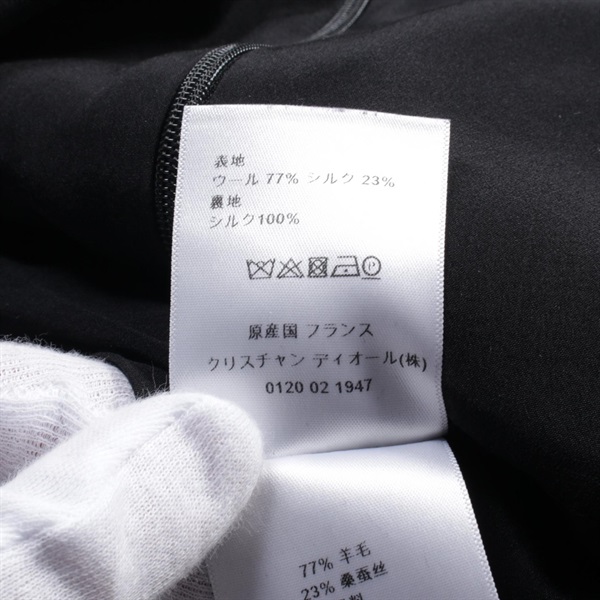 表地
ウール 77% シルク 23%
裏地
シルク100%
原産国 フランス
クリスチャン ディオール(株)
0120 02 1947
77% 羊毛
23% 桑蚕丝